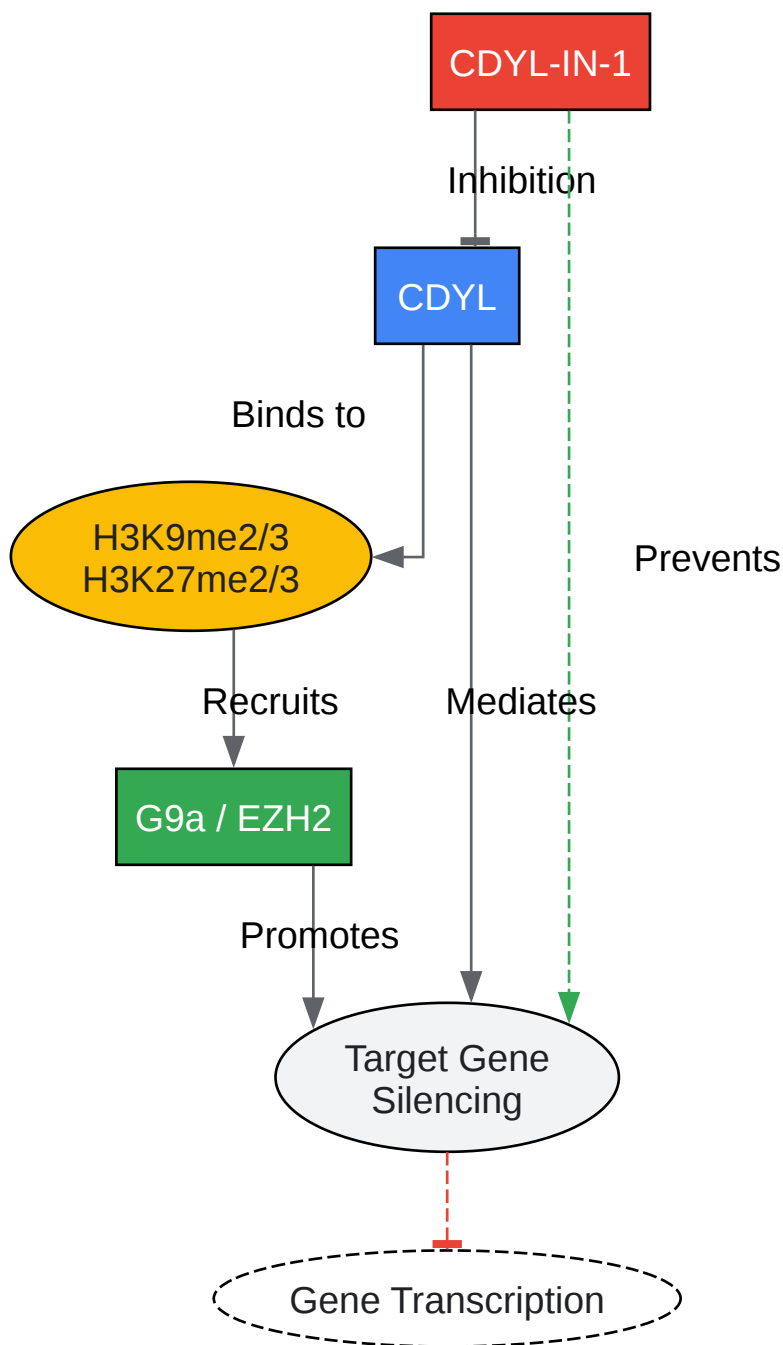 CDYL-IN-1
Inhibition
CDYL
Binds to
H3K9me2/3
H3K27me2/3
Prevents
Recruits
Mediates
G9a / EZH2
Promotes
Target Gene
Silencing
Gene Transcription